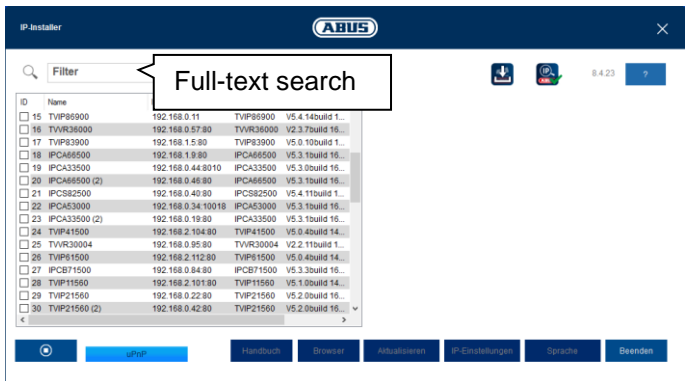 IP-Installer
ABUS
Filter
Full-text search
8.4.23
?
ID Name
15 TVIP86900 192.168.0.11 TVIP86900 V5.4.14build 1...
16 TVVR36000 192.168.0.57:80 TVVR36000 V2.3.7build 16...
17 TVIP83900 192.168.1.5:80 TVIP83900 V5.0.10build 1...
18 IPCA66500 192.168.1.9:80 IPCA66500 V5.3.1build 16...
19 IPCA33500 192.168.0.44:8010 IPCA33500 V5.3.0build 16...
20 IPCA66500 (2) 192.168.0.46:80 IPCA66500 V5.3.1build 16...
21 IPCS82500 192.168.0.40:80 IPCS82500 V5.4.11build 1...
22 IPCA53000 192.168.0.34:10018 IPCA53000 V5.3.1build 16...
23 IPCA33500 (2) 192.168.0.19:80 IPCA33500 V5.3.1build 16...
24 TVIP41500 192.168.2.104:80 TVIP41500 V5.0.4build 14...
25 TVVR30004 192.168.0.95:80 TVVR30004 V2.2.11build 1...
26 TVIP61500 192.168.2.112:80 TVIP61500 V5.0.4build 14...
27 IPCB71500 192.168.0.84:80 IPCB71500 V5.3.3build 16...
28 TVIP11560 192.168.2.101:80 TVIP11560 V5.1.0build 14...
29 TVIP21560 192.168.0.22:80 TVIP21560 V5.2.0build 16...
30 TVIP21560 (2) 192.168.0.42:80 TVIP21560 V5.2.0build 16...
uPnP Handbuch Browser Aktualisieren IP-Einstellungen Sprache Beenden